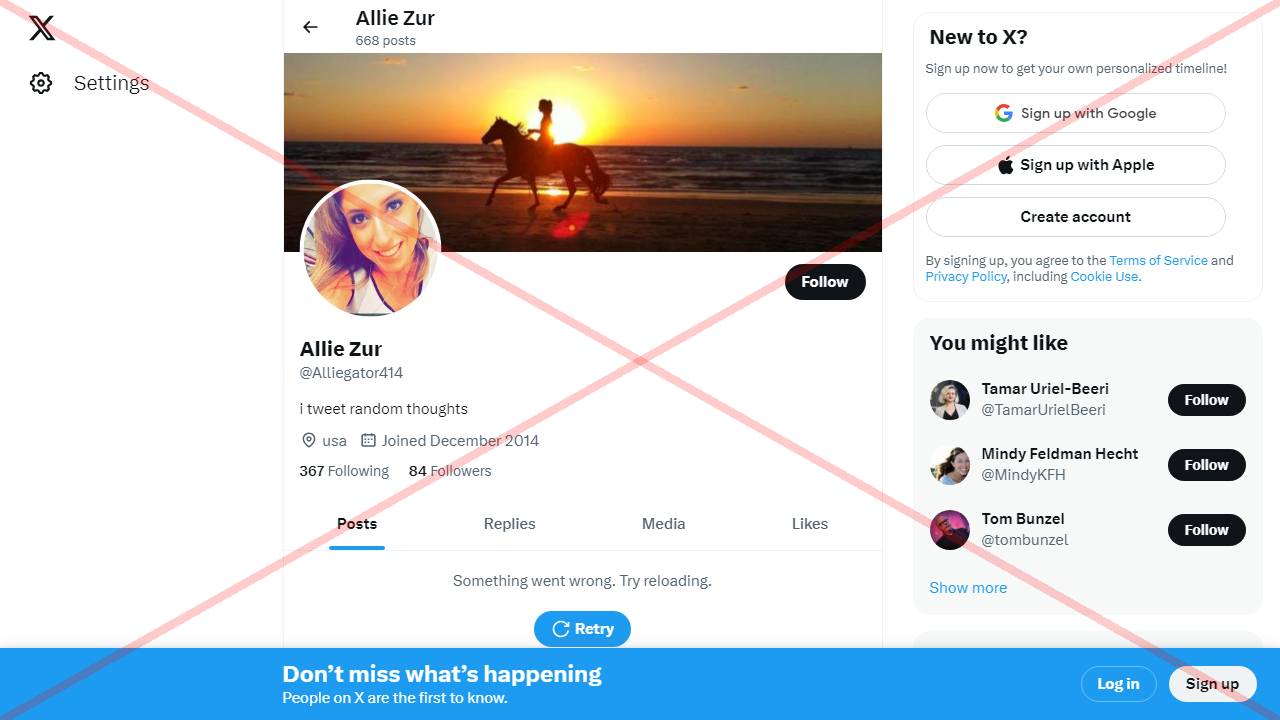 Settings
Allie Zur
668 posts
Follow
Allie Zur
@Alliegator414
i tweet random thoughts
usa Joined December 2014
367 Following 84 Followers
Posts Replies Media Likes
Something went wrong. Try reloading.
Retry
New to X?
Sign up now to get your own personalized timeline!
Sign up with Google
Sign up with Apple
Create account
By signing up, you agree to the Terms of Service and
Privacy Policy, including Cookie Use.
You might like
Tamar Uriel-Beeri
@TamarUrielBeeri
Follow
Mindy Feldman Hecht
@MindyKFH
Follow
Tom Bunzel
@tombunzel
Follow
Show more
Don’t miss what’s happening
People on X are the first to know.
Log in
Sign up